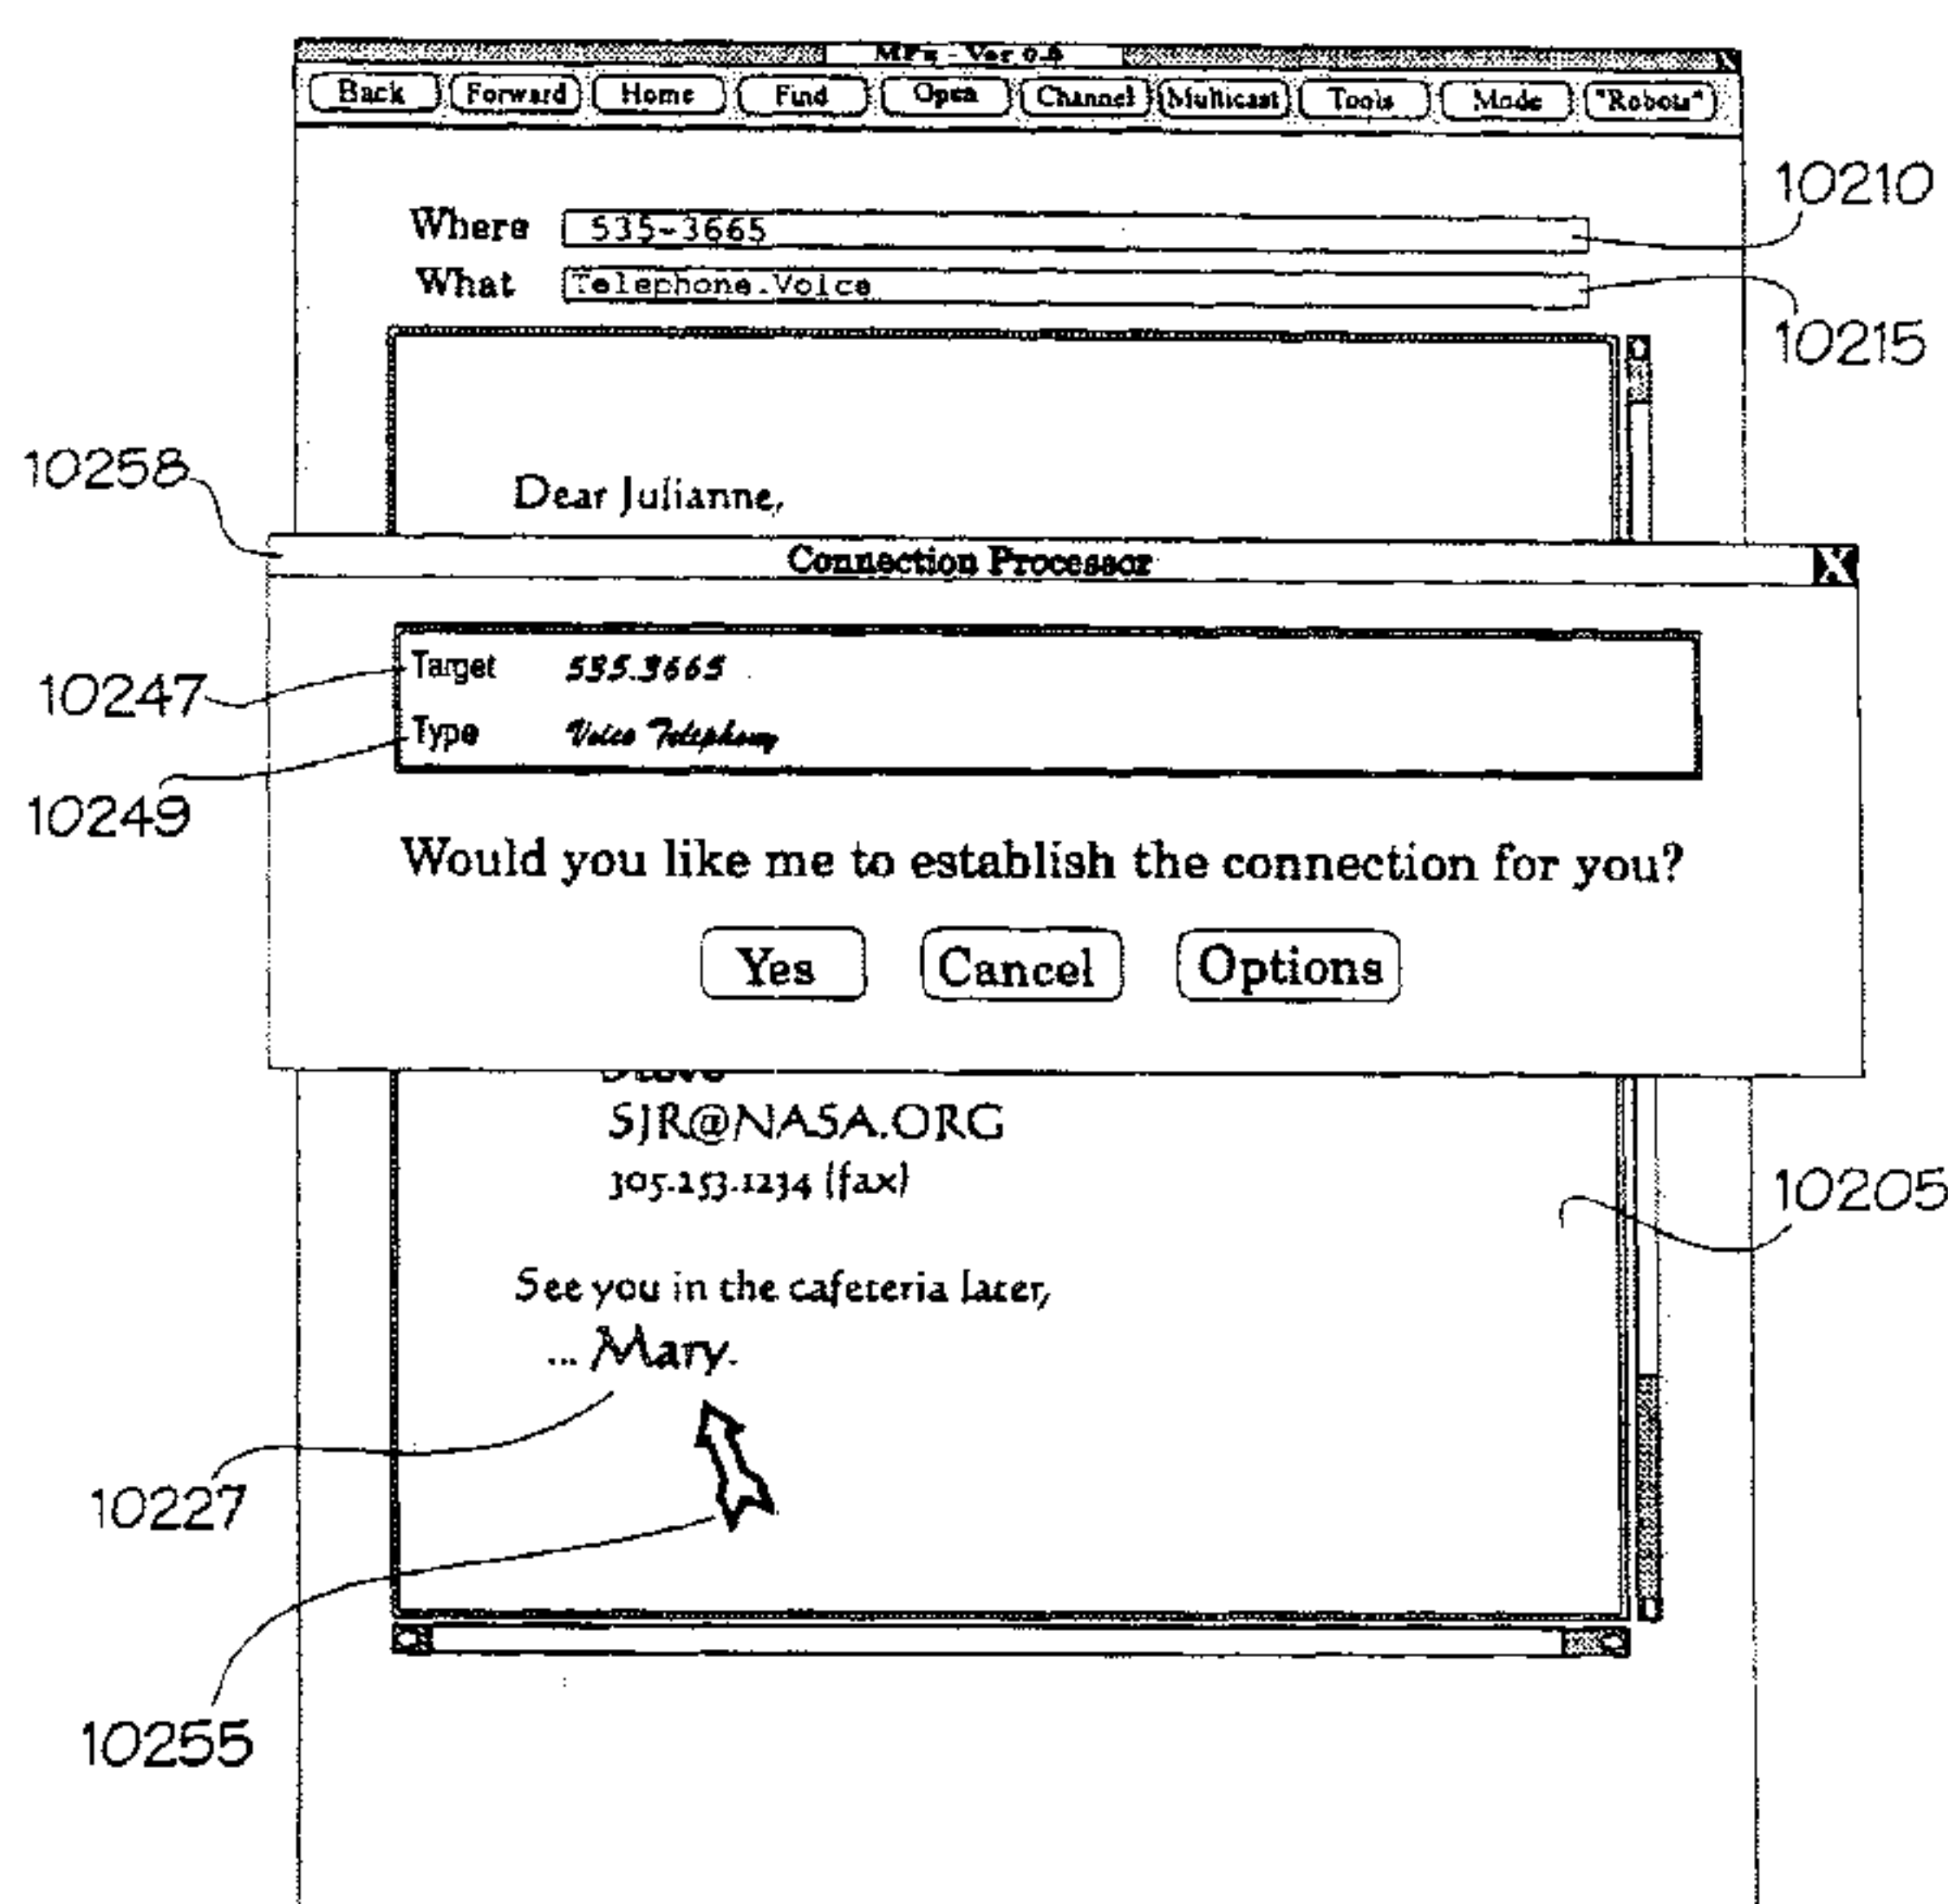 Ver 0.8
Back Forward Home Find Open Channel Multicast Tools Mode "Robots"
10210
Where 535-3665
What Telephone.Voice
10215
10258
Dear Julianne,
Connection Processor X
10247
Target 535.3665
Type Voice Telephony
10249
Would you like me to establish the connection for you?
Yes Cancel Options
SJR@NASA.ORG
305.253.1234 (fax)
10205
See you in the cafeteria later,
... Mary.
10227
10255